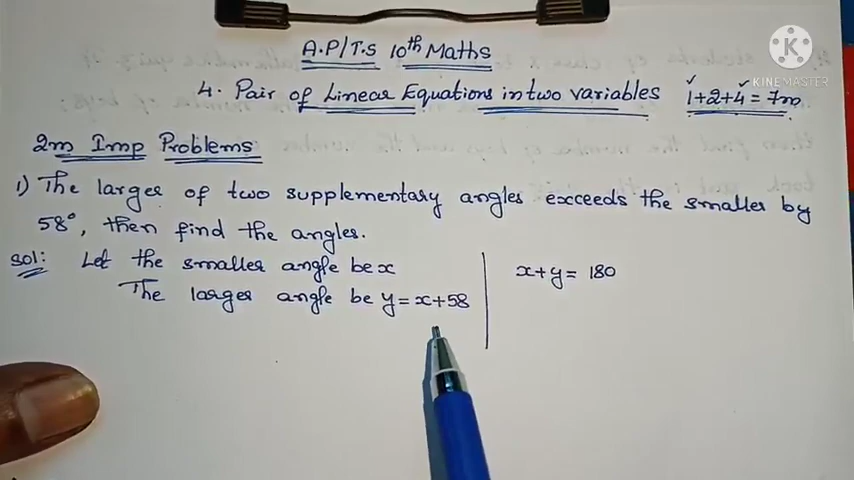 A.P/T.S 10th Maths
KINEMASTER
4. Pair of Linear Equations in two variables 1+2+4 = 7m
2m Imp Problems
1) The larger of two supplementary angles exceeds the smaller by
58°, then find the angles.
Sol: Let the smaller angle be x
The larger angle be y = x+58
x+y = 180